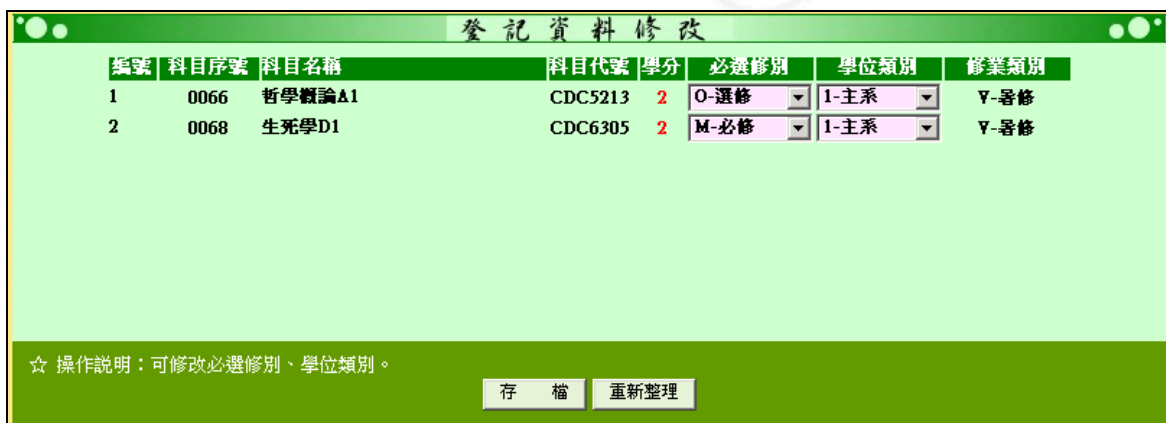 登記資料修改
編號 科目序號 科目名稱 科目代號 學分 必選修別 學位類別 修業類別
1 0066 哲學概論A1 CDC5213 2 O-選修 1-主系 Y-暑修
2 0068 生死學D1 CDC6305 2 M-必修 1-主系 Y-暑修
☆ 操作說明：可修改必選修別、學位類別。
存 檔 重新整理